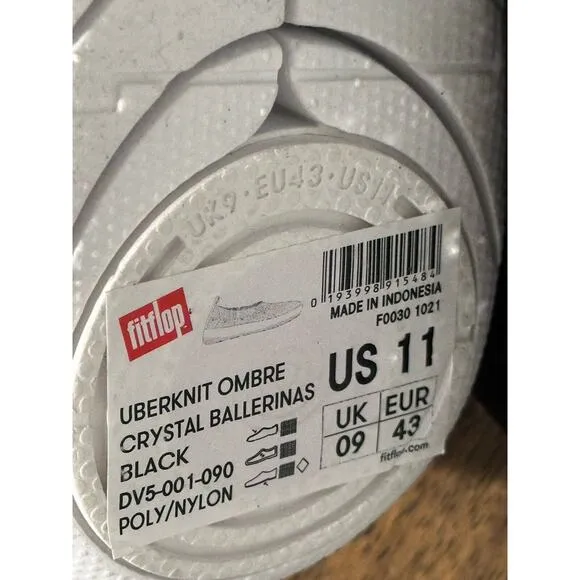 UK9 · EU43 · US11
fitflop
0 193998 915484
MADE IN INDONESIA
F0030 1021
UBERKNIT OMBRE
CRYSTAL BALLERINAS
BLACK
DV5-001-090
POLY/NYLON
US 11
UK EUR
09 43
fitflop.com